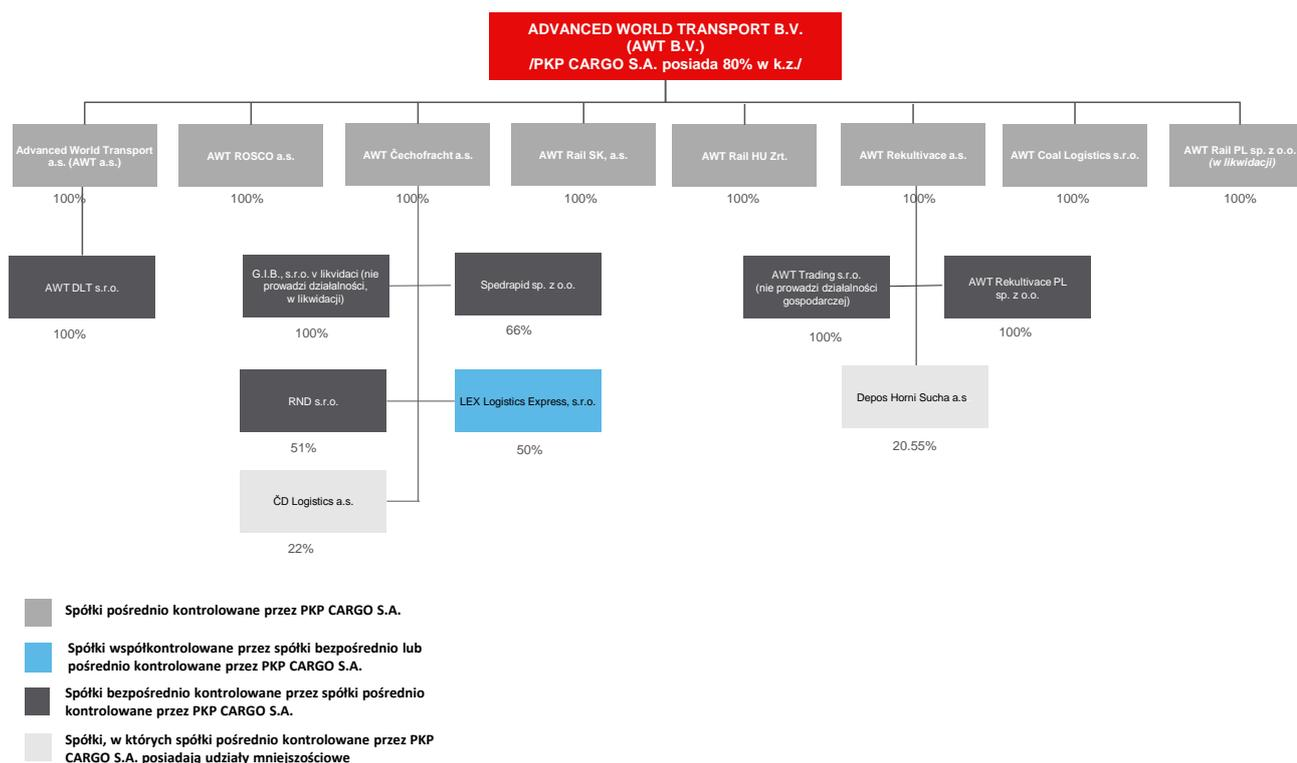 ADVANCED WORLD TRANSPORT B.V.
(AWT B.V.)
/PKP CARGO S.A. posiada 80% w k.z./
Advanced World Transport
a.s. (AWT a.s.)
AWT ROSCO a.s.
AWT Čechofracht a.s.
AWT Rail SK, a.s.
AWT Rail HU Zrt.
AWT Rekultivace a.s.
AWT Coal Logistics s.r.o.
AWT Rail PL sp. z o.o.
(w likwidacji)
100%
100%
100%
100%
100%
100%
100%
100%
AWT DLT s.r.o.
100%
G.I.B., s.r.o. v likvidaci (nie
prowadzi działalności,
w likwidacji)
100%
Spedrapid sp. z o.o.
66%
AWT Trading s.r.o.
(nie prowadzi działalności
gospodarczej)
100%
AWT Rekultivace PL
sp. z o.o.
100%
RND s.r.o.
51%
LEX Logistics Express, s.r.o.
50%
Depos Horni Sucha a.s
20.55%
ČD Logistics a.s.
22%
Spółki pośrednio kontrolowane przez PKP CARGO S.A.
Spółki współkontrolowane przez spółki bezpośrednio lub
pośrednio kontrolowane przez PKP CARGO S.A.
Spółki bezpośrednio kontrolowane przez spółki pośrednio
kontrolowane przez PKP CARGO S.A.
Spółki, w których spółki pośrednio kontrolowane przez PKP
CARGO S.A. posiadają udziały mniejszościowe